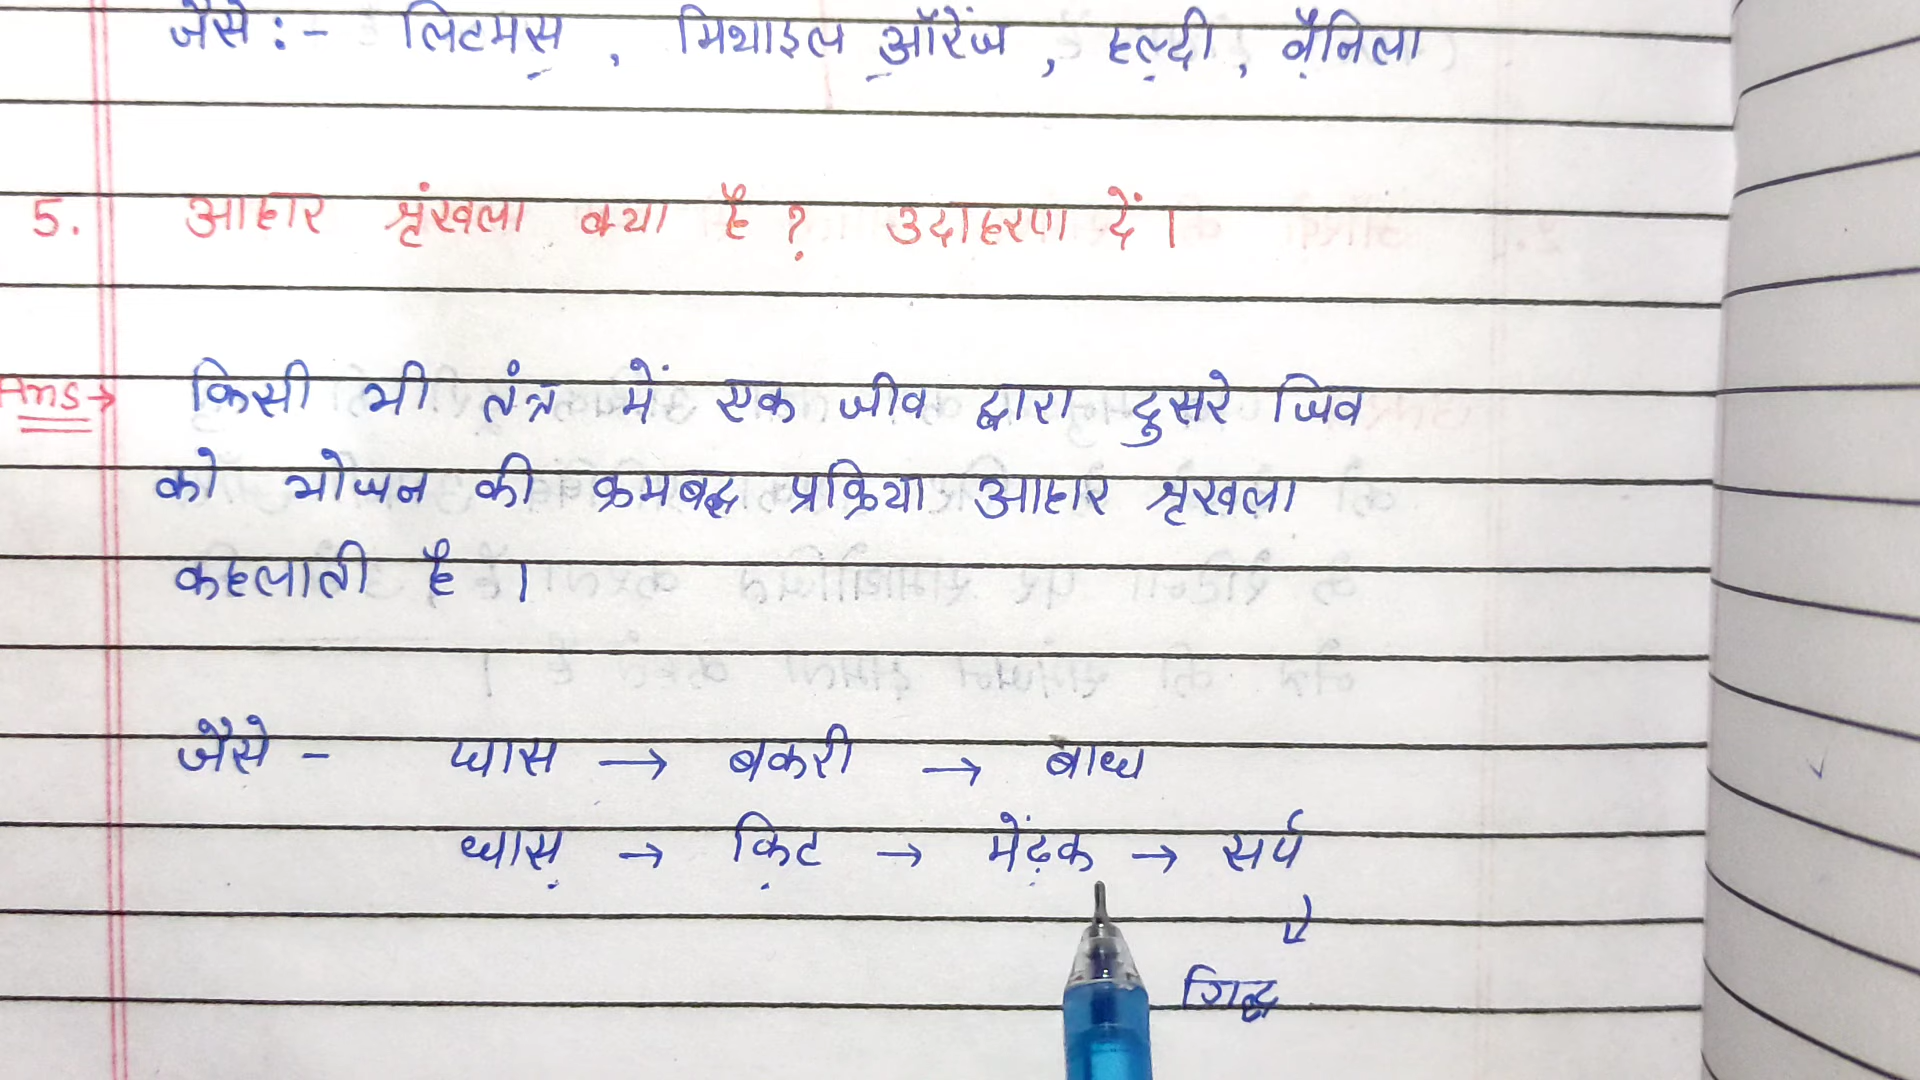 जैसे :- लिटमस , मिथाइल ऑरेंज , हल्दी , वैनिला
5. आहार श्रृंखला क्या है ? उदाहरण दें ।
Ans→ किसी भी तंत्र में एक जीव द्वारा दुसरे जिव
को भोजन की क्रमबद्ध प्रक्रिया आहार श्रृखला
कहलाती है ।
जैसे - घास → बकरी → बाघ
घास → किट → मेंढ़क → सर्प
↓
गिद्ध